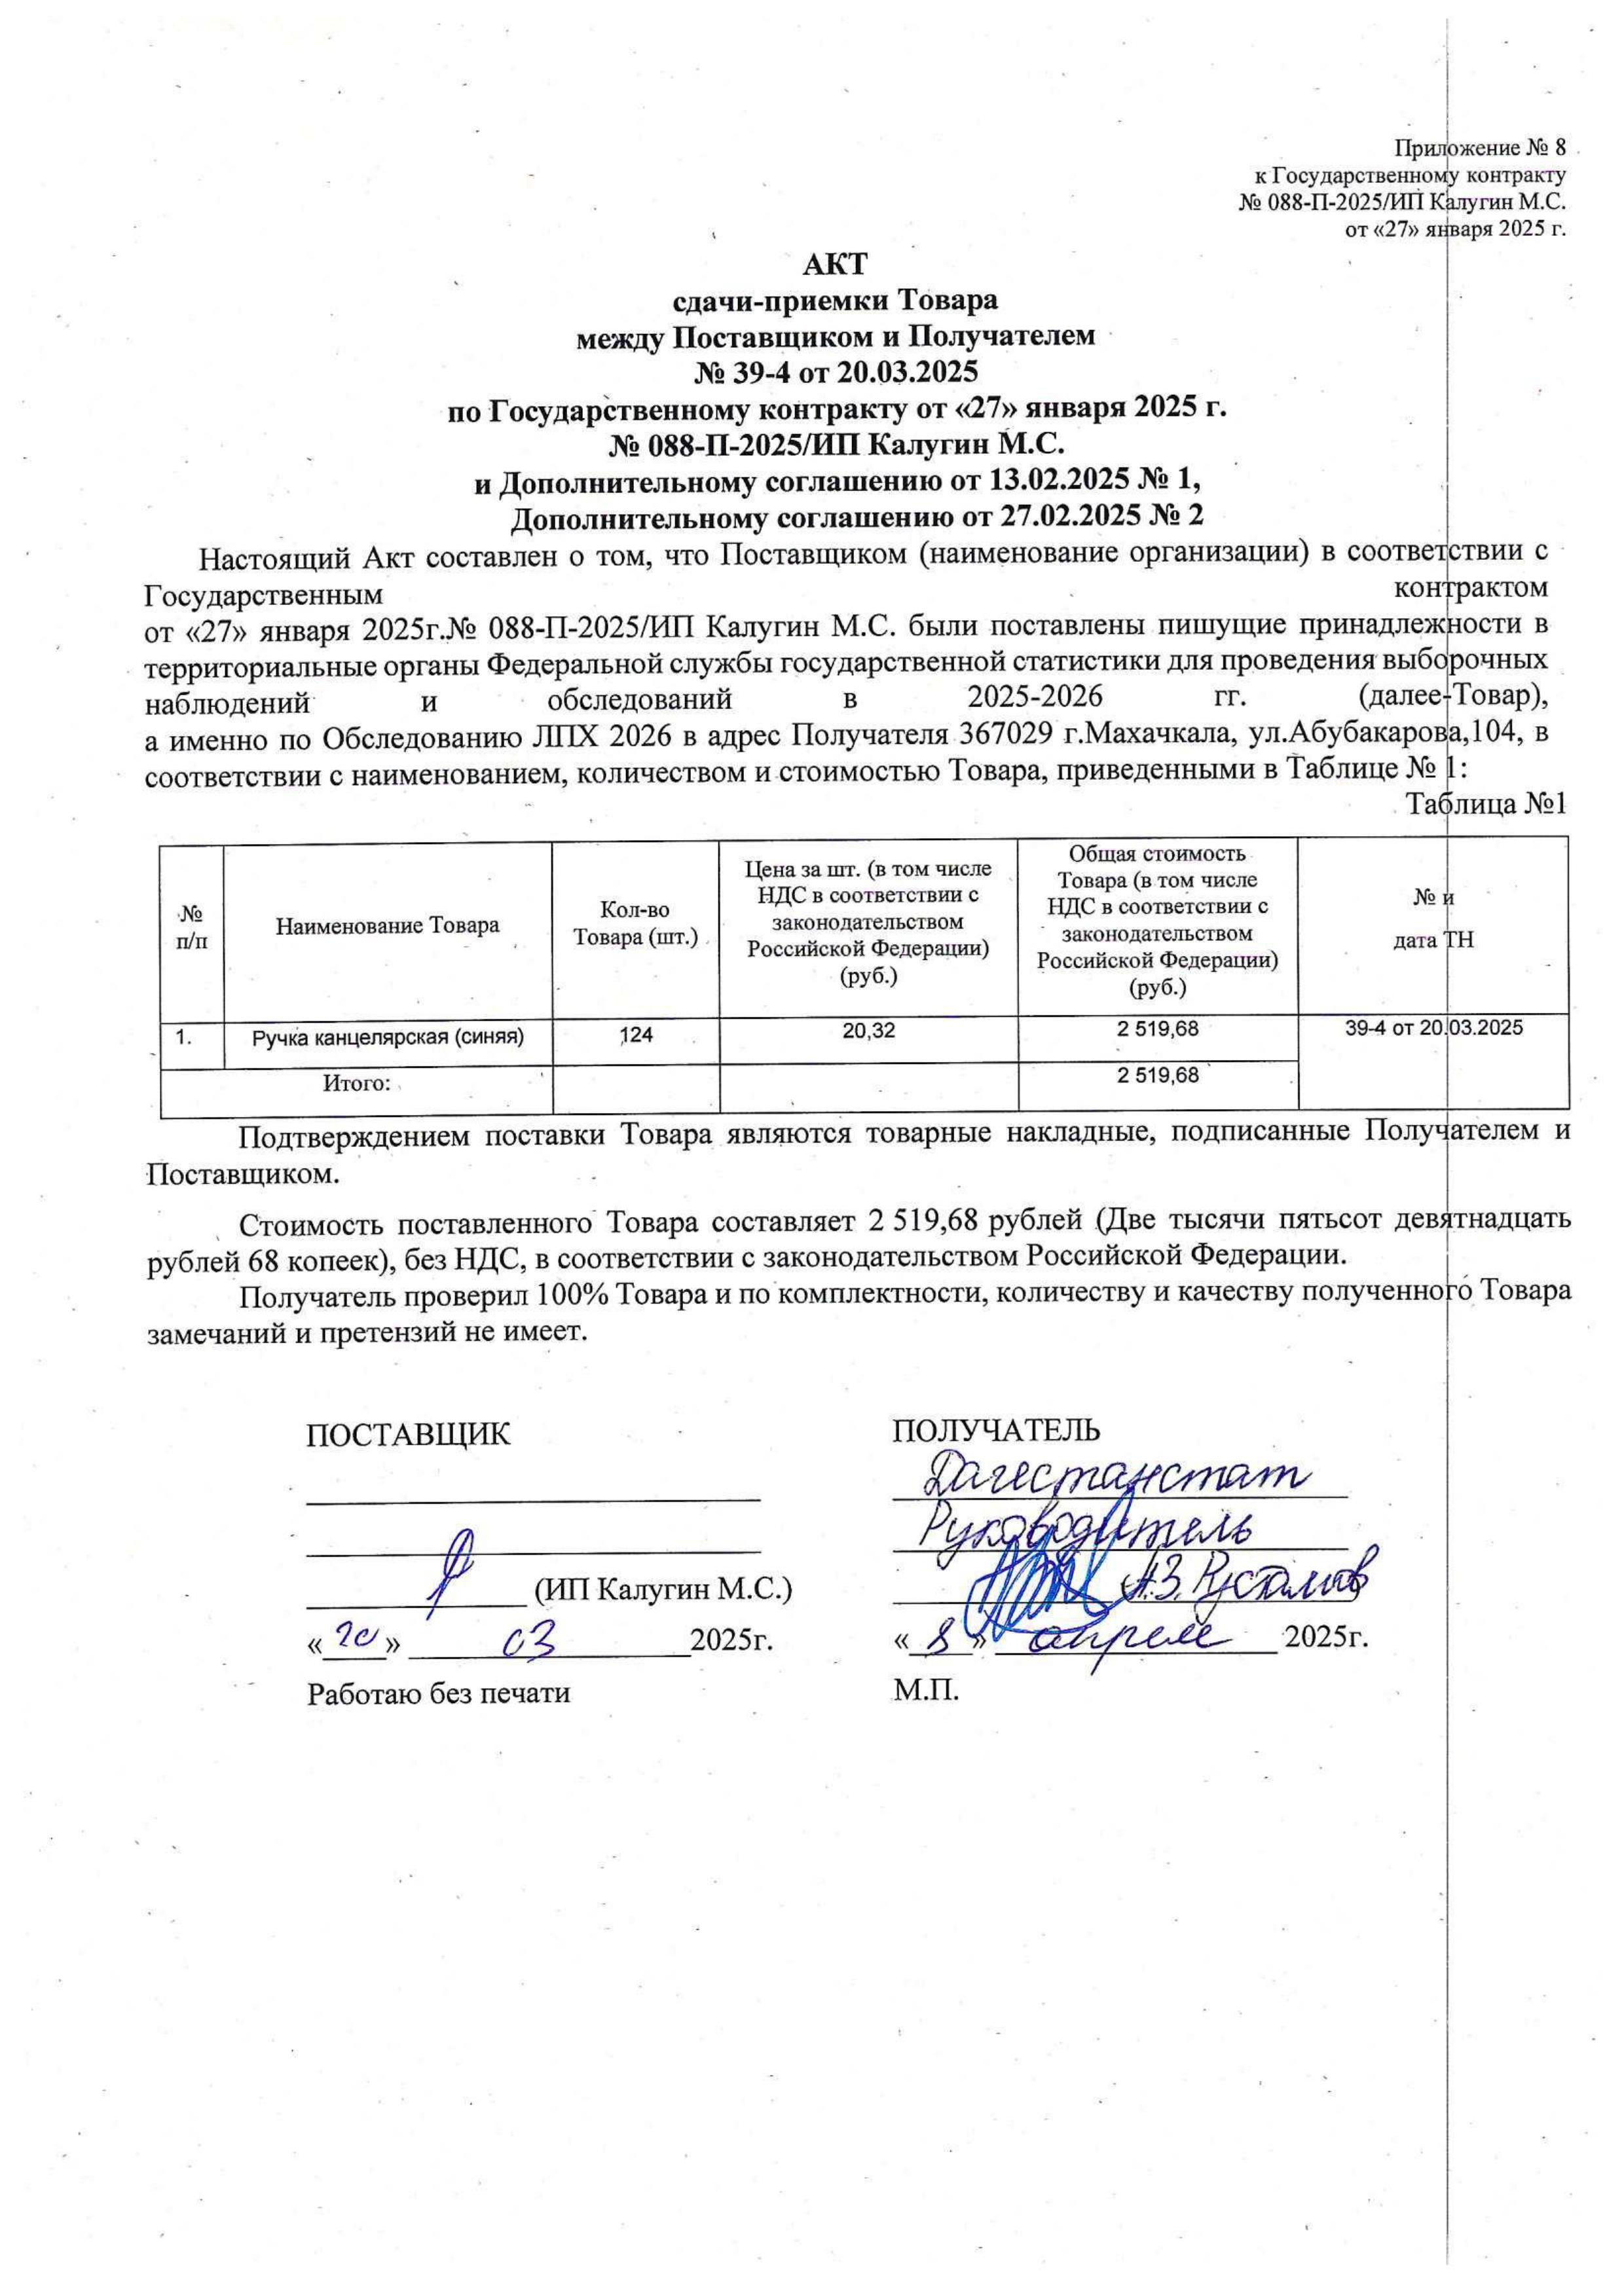 Приложение № 8
к Государственному контракту
№ 088-П-2025/ИП Калугин М.С.
от «27» января 2025 г.
АКТ
сдачи-приемки Товара
между Поставщиком и Получателем
№ 39-4 от 20.03.2025
по Государственному контракту от «27» января 2025 г.
№ 088-П-2025/ИП Калугин М.С.
и Дополнительному соглашению от 13.02.2025 № 1,
Дополнительному соглашению от 27.02.2025 № 2
Настоящий Акт составлен о том, что Поставщиком (наименование организации) в соответствии с
Государственным контрактом
от «27» января 2025г.№ 088-П-2025/ИП Калугин М.С. были поставлены пишущие принадлежности в
территориальные органы Федеральной службы государственной статистики для проведения выборочных
наблюдений и обследований в 2025-2026 гг. (далее-Товар),
а именно по Обследованию ЛПХ 2026 в адрес Получателя 367029 г.Махачкала, ул.Абубакарова,104, в
соответствии с наименованием, количеством и стоимостью Товара, приведенными в Таблице № 1:
Таблица №1
№ п/п Наименование Товара Кол-во Товара (шт.) Цена за шт. (в том числе НДС в соответствии с законодательством Российской Федерации) (руб.) Общая стоимость Товара (в том числе НДС в соответствии с законодательством Российской Федерации) (руб.) № и дата ТН
1. Ручка канцелярская (синяя) 124 20,32 2 519,68 39-4 от 20.03.2025
Итого: 2 519,68
Подтверждением поставки Товара являются товарные накладные, подписанные Получателем и
Поставщиком.
Стоимость поставленного Товара составляет 2 519,68 рублей (Две тысячи пятьсот девятнадцать
рублей 68 копеек), без НДС, в соответствии с законодательством Российской Федерации.
Получатель проверил 100% Товара и по комплектности, количеству и качеству полученного Товара
замечаний и претензий не имеет.
ПОСТАВЩИК ПОЛУЧАТЕЛЬ
Дагестанстат
Руководитель
(ИП Калугин М.С.) А.З. Рустамов
«20» 03 2025г. «8» апреля 2025г.
Работаю без печати М.П.